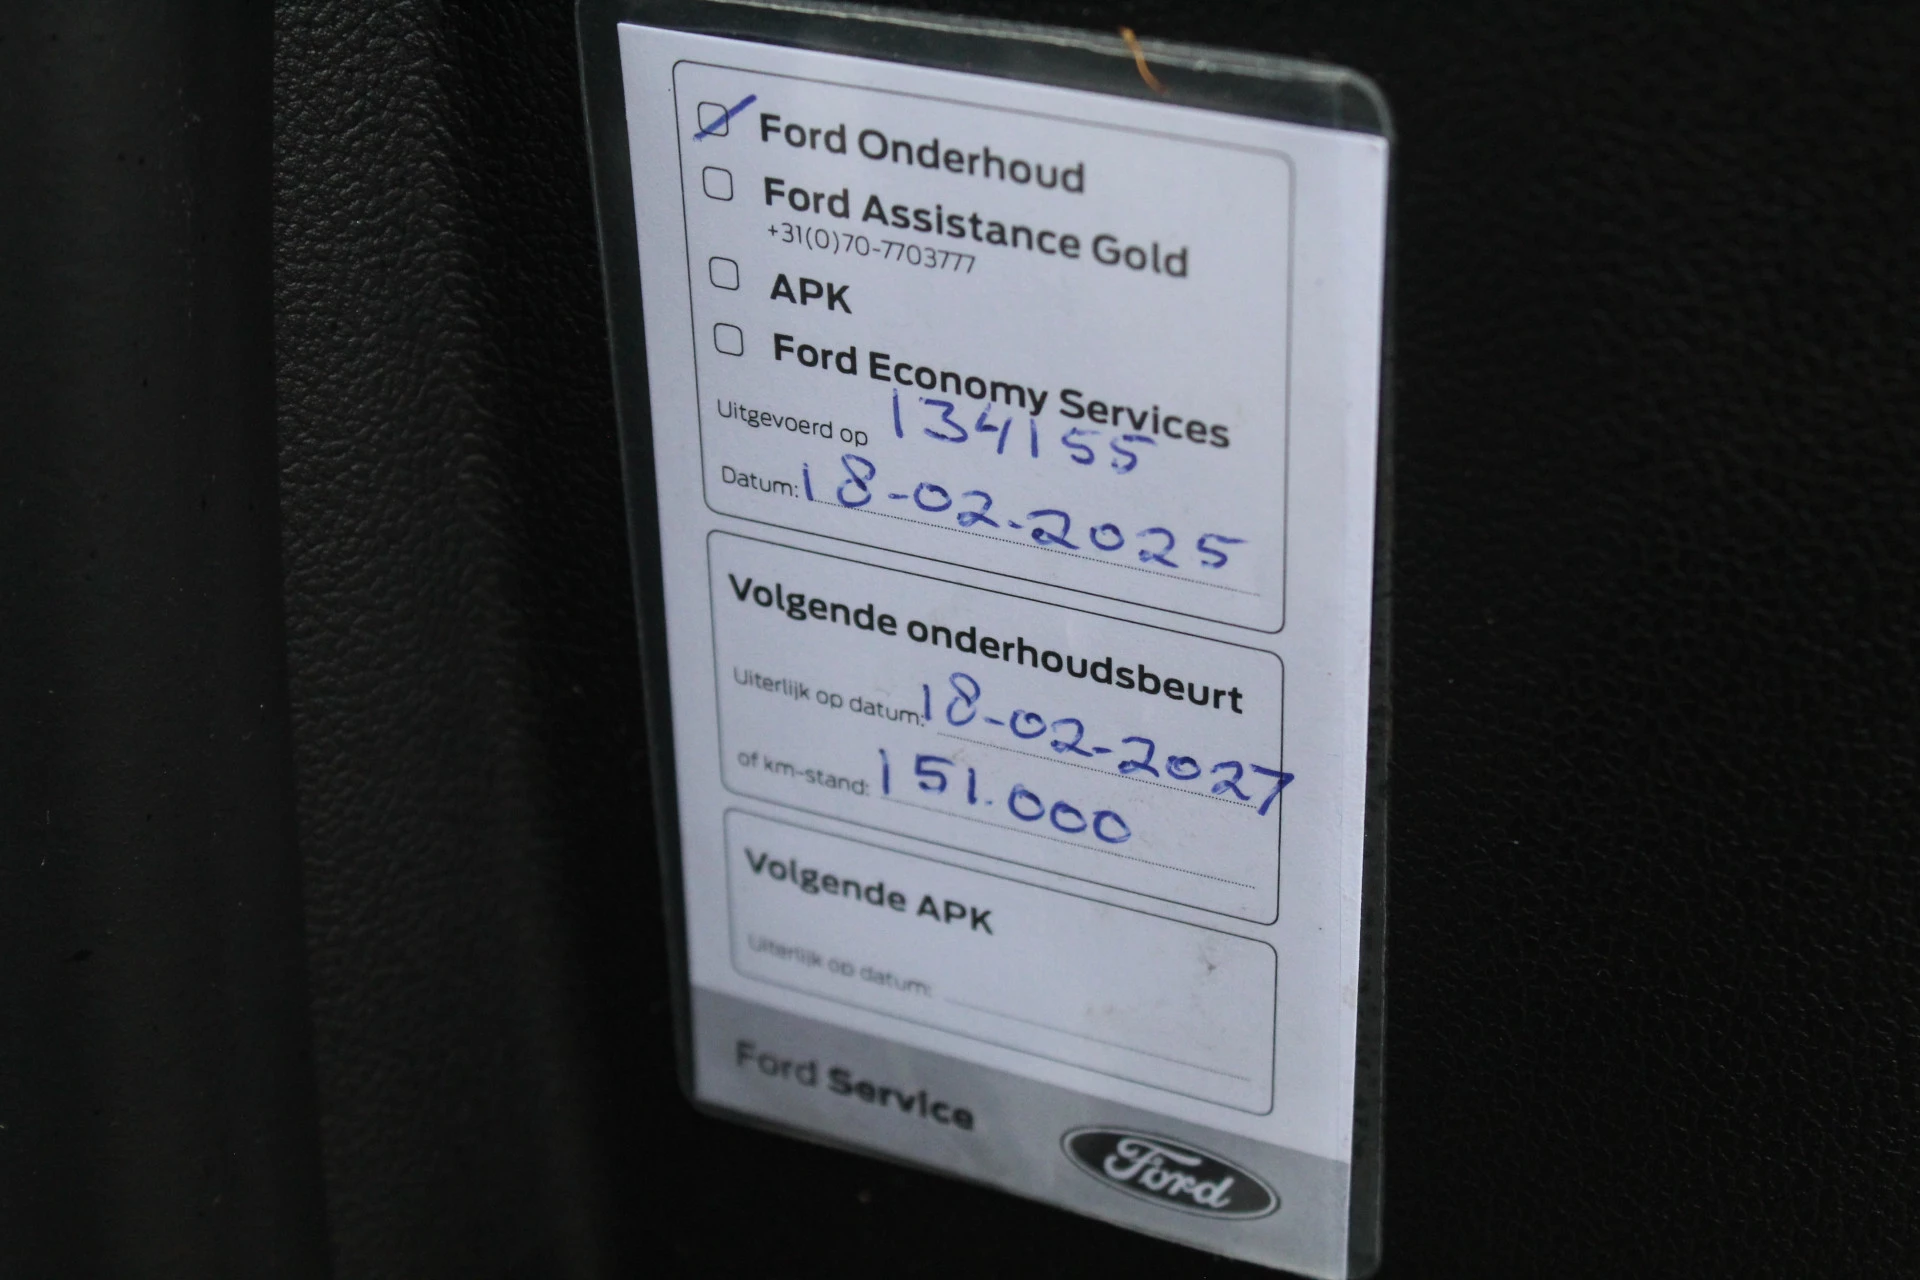 Ford Onderhoud
Ford Assistance Gold
+31(0)70-7703777
APK
Ford Economy Services
Uitgevoerd op 134155
Datum: 18-02-2025
Volgende onderhoudsbeurt
Uiterlijk op datum: 18-02-2027
of km-stand: 151.000
Volgende APK
Uiterlijk op datum:
Ford Service
Ford